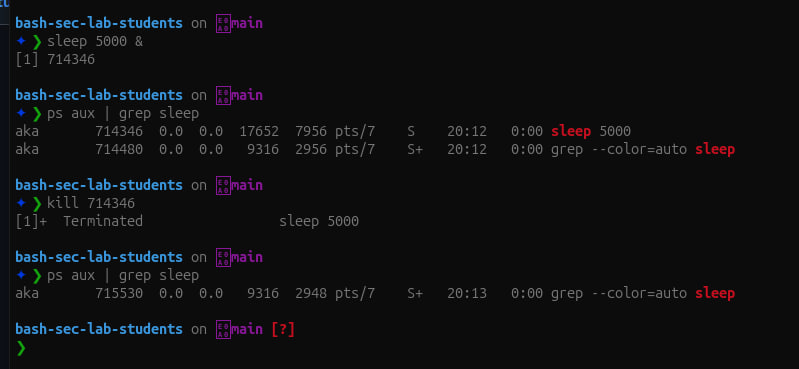 bash-sec-lab-students on main
✦ ❯ sleep 5000 &
[1] 714346
bash-sec-lab-students on main
✦ ❯ ps aux | grep sleep
aka 714346 0.0 0.0 17652 7956 pts/7 S 20:12 0:00 sleep 5000
aka 714480 0.0 0.0 9316 2956 pts/7 S+ 20:12 0:00 grep --color=auto sleep
bash-sec-lab-students on main
✦ ❯ kill 714346
[1]+ Terminated sleep 5000
bash-sec-lab-students on main
✦ ❯ ps aux | grep sleep
aka 715530 0.0 0.0 9316 2948 pts/7 S+ 20:13 0:00 grep --color=auto sleep
bash-sec-lab-students on main [?]
❯